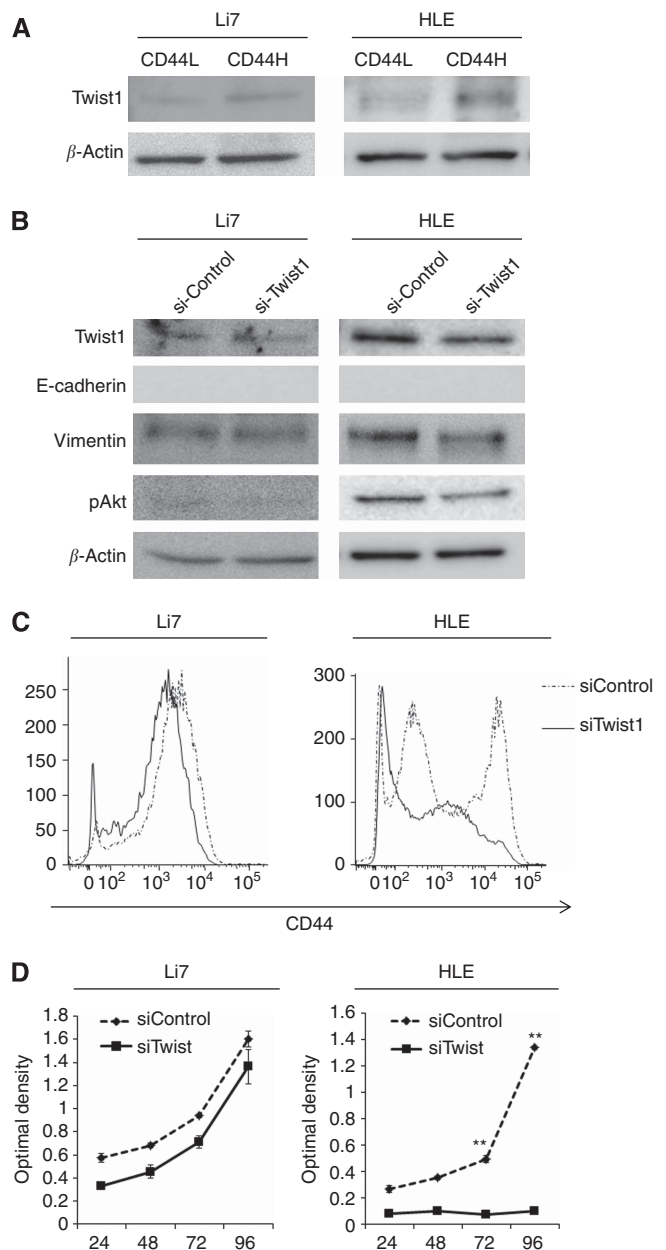 A
Li7 HLE
CD44L CD44H CD44L CD44H
Twist1
β-Actin
B
Li7 HLE
si-Control si-Twist1 si-Control si-Twist1
Twist1
E-cadherin
Vimentin
pAkt
β-Actin
C
Li7 HLE
250
200
150
100
50
0
0 10² 10³ 10⁴ 10⁵
300
200
100
0
0 10² 10³ 10⁴ 10⁵
siControl
siTwist1
CD44
D
Li7 HLE
Optimal density
1.8
1.6
1.4
1.2
1
0.8
0.6
0.4
0.2
0
siControl
siTwist
24 48 72 96
Optimal density
1.6
1.4
1.2
1
0.8
0.6
0.4
0.2
0
siControl
siTwist
**
**
24 48 72 96